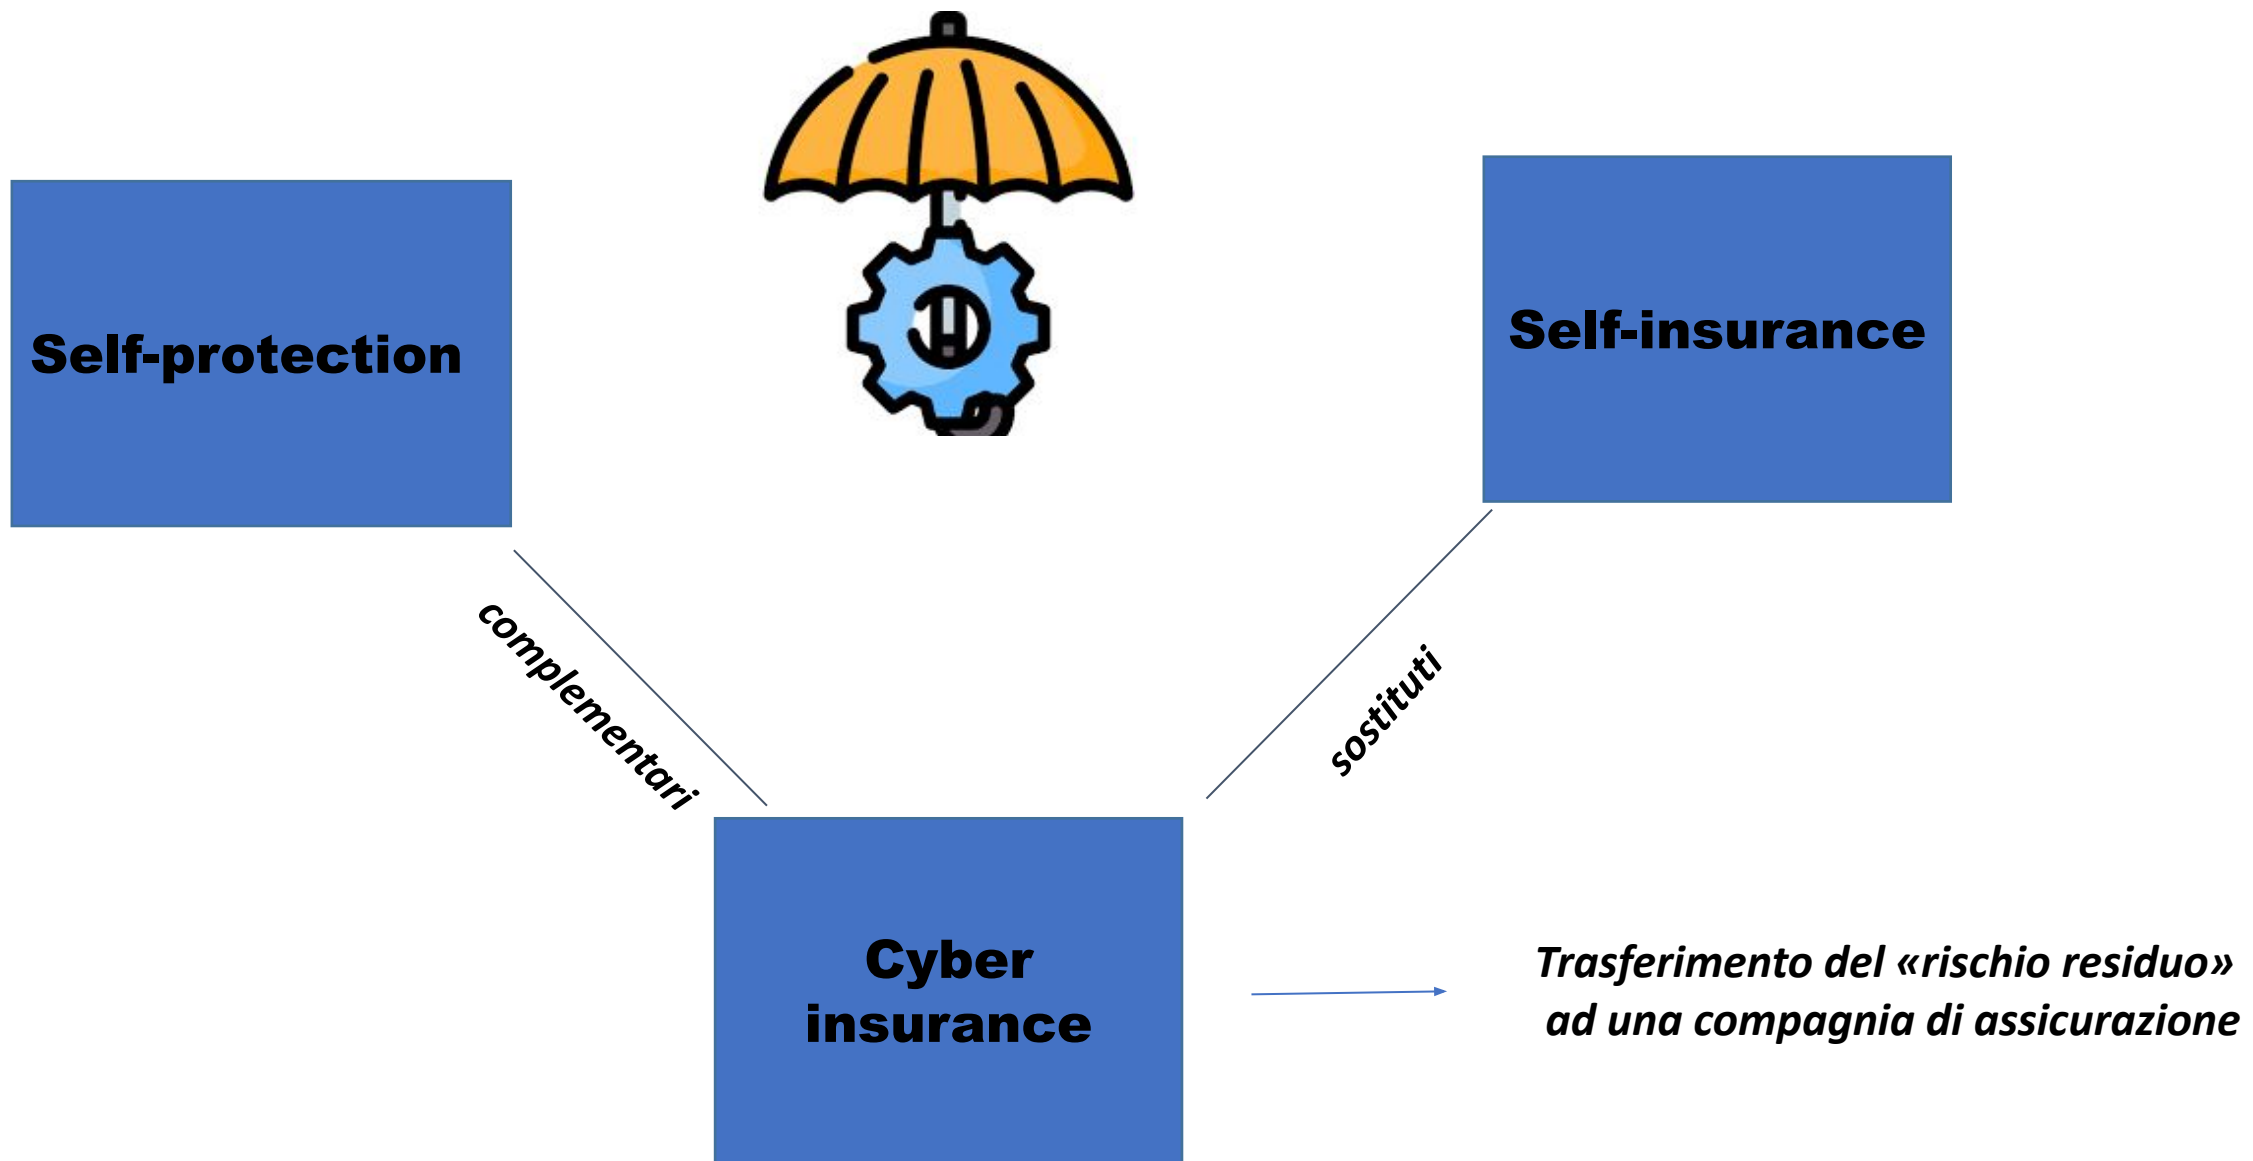 Self-protection
Self-insurance
complementari
sostituti
Cyber
insurance
Trasferimento del «rischio residuo»
ad una compagnia di assicurazione